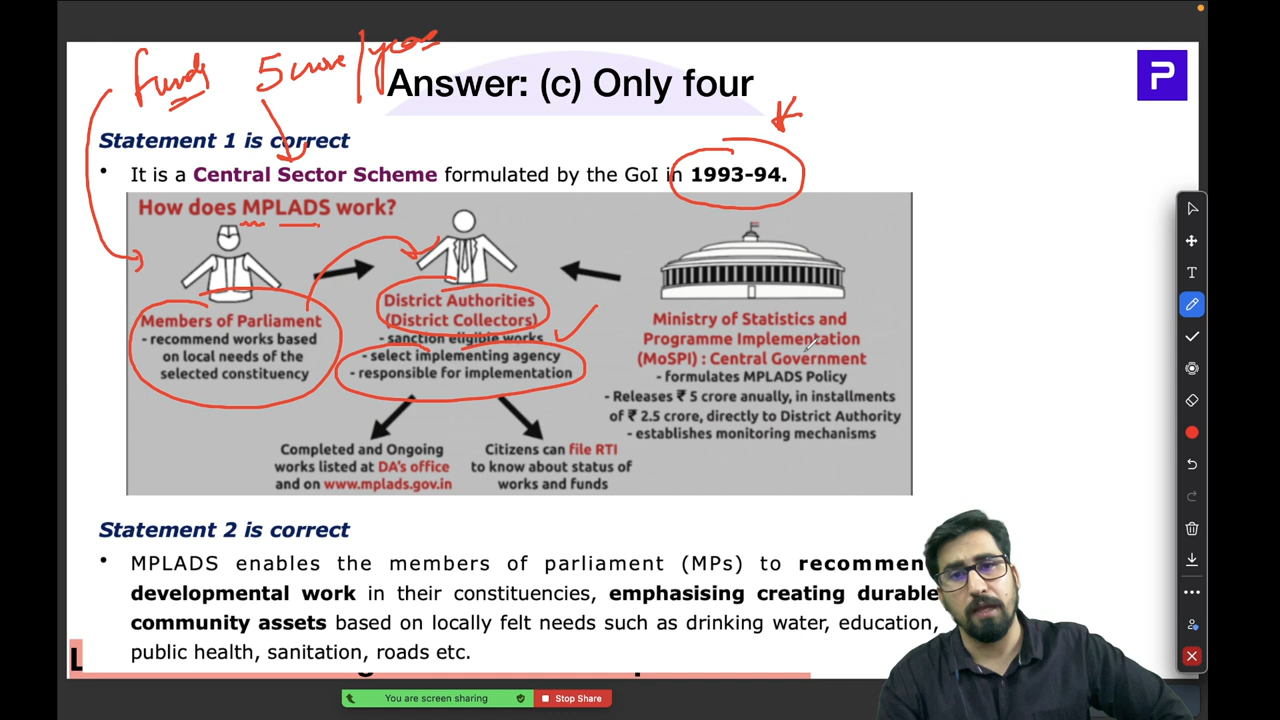 funds 5 crore/year
Answer: (c) Only four
P
Statement 1 is correct
• It is a Central Sector Scheme formulated by the GoI in 1993-94.
How does MPLADS work?
Members of Parliament
- recommend works based
on local needs of the
selected constituency
District Authorities
(District Collectors)
- sanction eligible works
- select implementing agency
- responsible for implementation
Ministry of Statistics and
Programme Implementation
(MoSPI) : Central Government
- formulates MPLADS Policy
- Releases ₹ 5 crore anually, in installments
of ₹ 2.5 crore, directly to District Authority
- establishes monitoring mechanisms
Completed and Ongoing
works listed at DA's office
and on www.mplads.gov.in
Citizens can file RTI
to know about status of
works and funds
Statement 2 is correct
• MPLADS enables the members of parliament (MPs) to recommen
developmental work in their constituencies, emphasising creating durable
community assets based on locally felt needs such as drinking water, education,
public health, sanitation, roads etc.
You are screen sharing
Stop Share
T